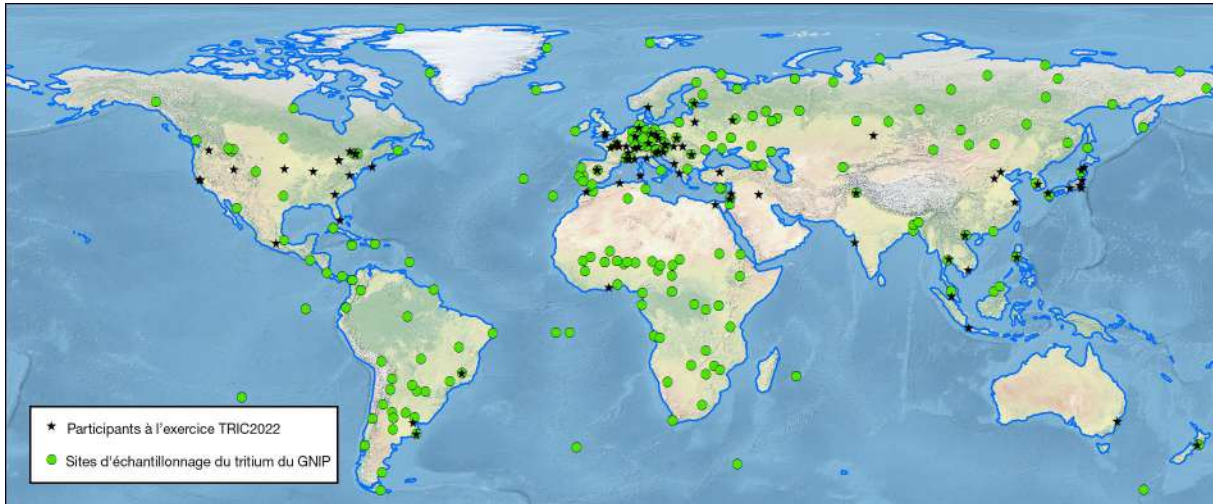 Participants à l'exercice TRIC2022
Sites d'échantillonnage du tritium du GNIP